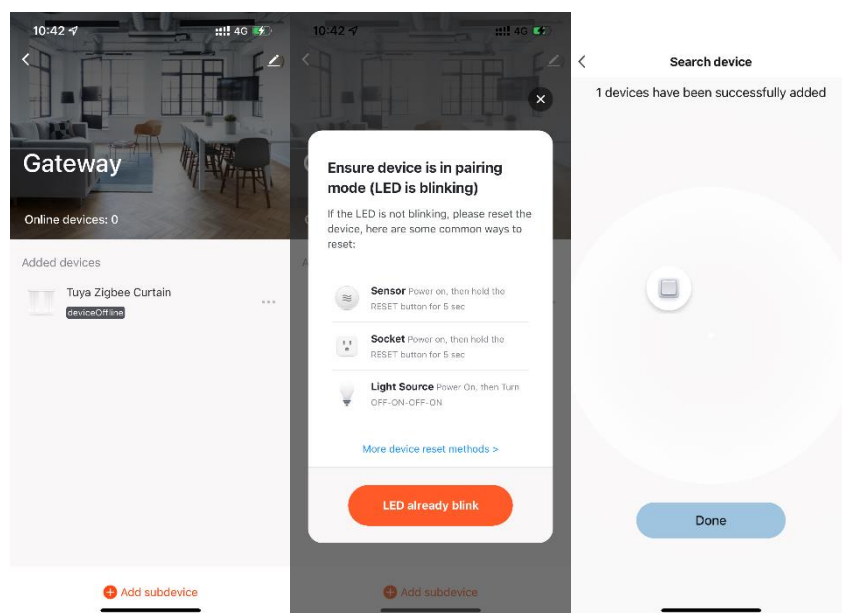 10:42
4G
Gateway
Online devices: 0
Added devices
Tuya Zigbee Curtain
deviceOffline
Add subdevice
10:42
4G
Ensure device is in pairing
mode (LED is blinking)
If the LED is not blinking, please reset the
device, here are some common ways to
reset:
Sensor Power on, then hold the
RESET button for 5 sec
Socket Power on, then hold the
RESET button for 5 sec
Light Source Power On, then Turn
OFF-ON-OFF-ON
More device reset methods >
LED already blink
Add subdevice
Search device
1 devices have been successfully added
Done